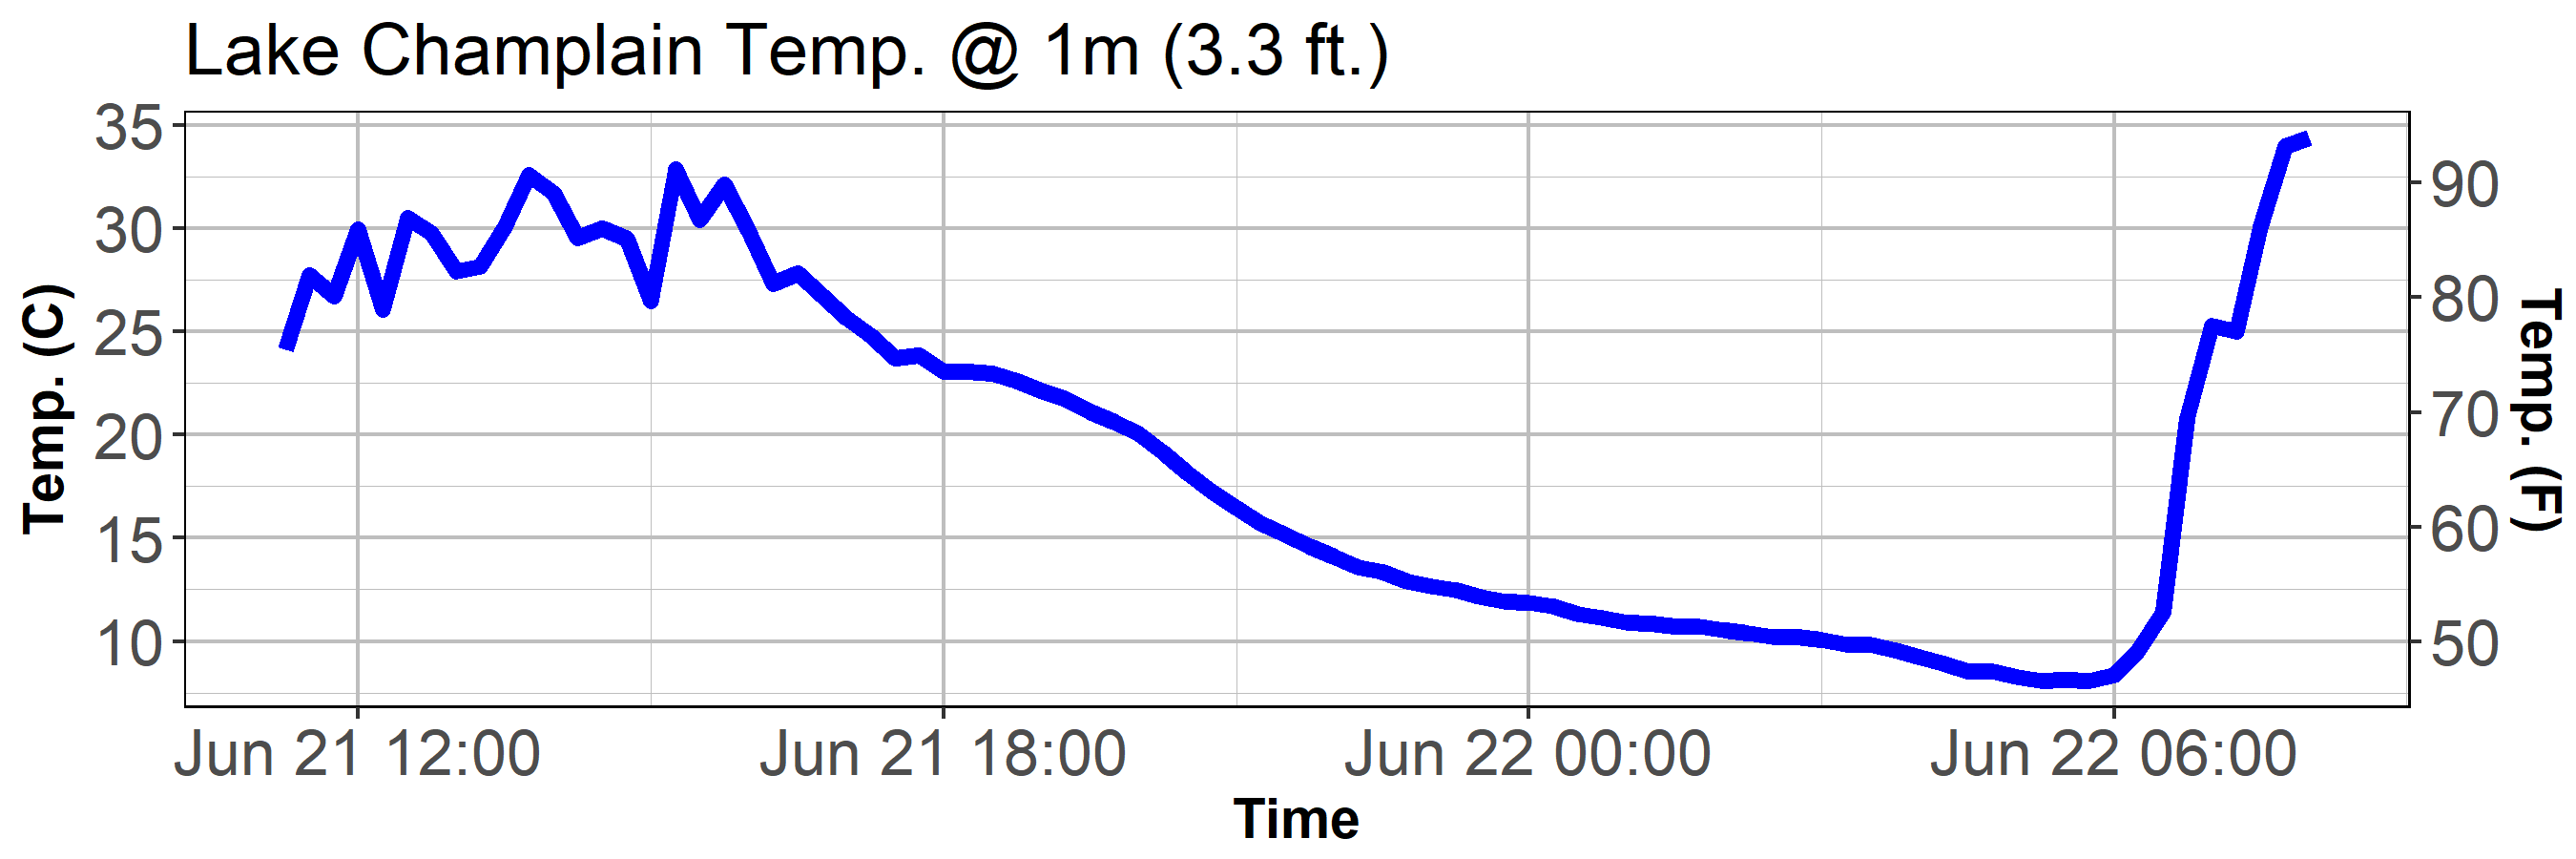 Lake Champlain Temp. @ 1m (3.3 ft.)
35
30
25
20
15
10
Temp. (C)
90
80
70
60
50
Temp. (F)
Jun 21 12:00 Jun 21 18:00 Jun 22 00:00 Jun 22 06:00
Time